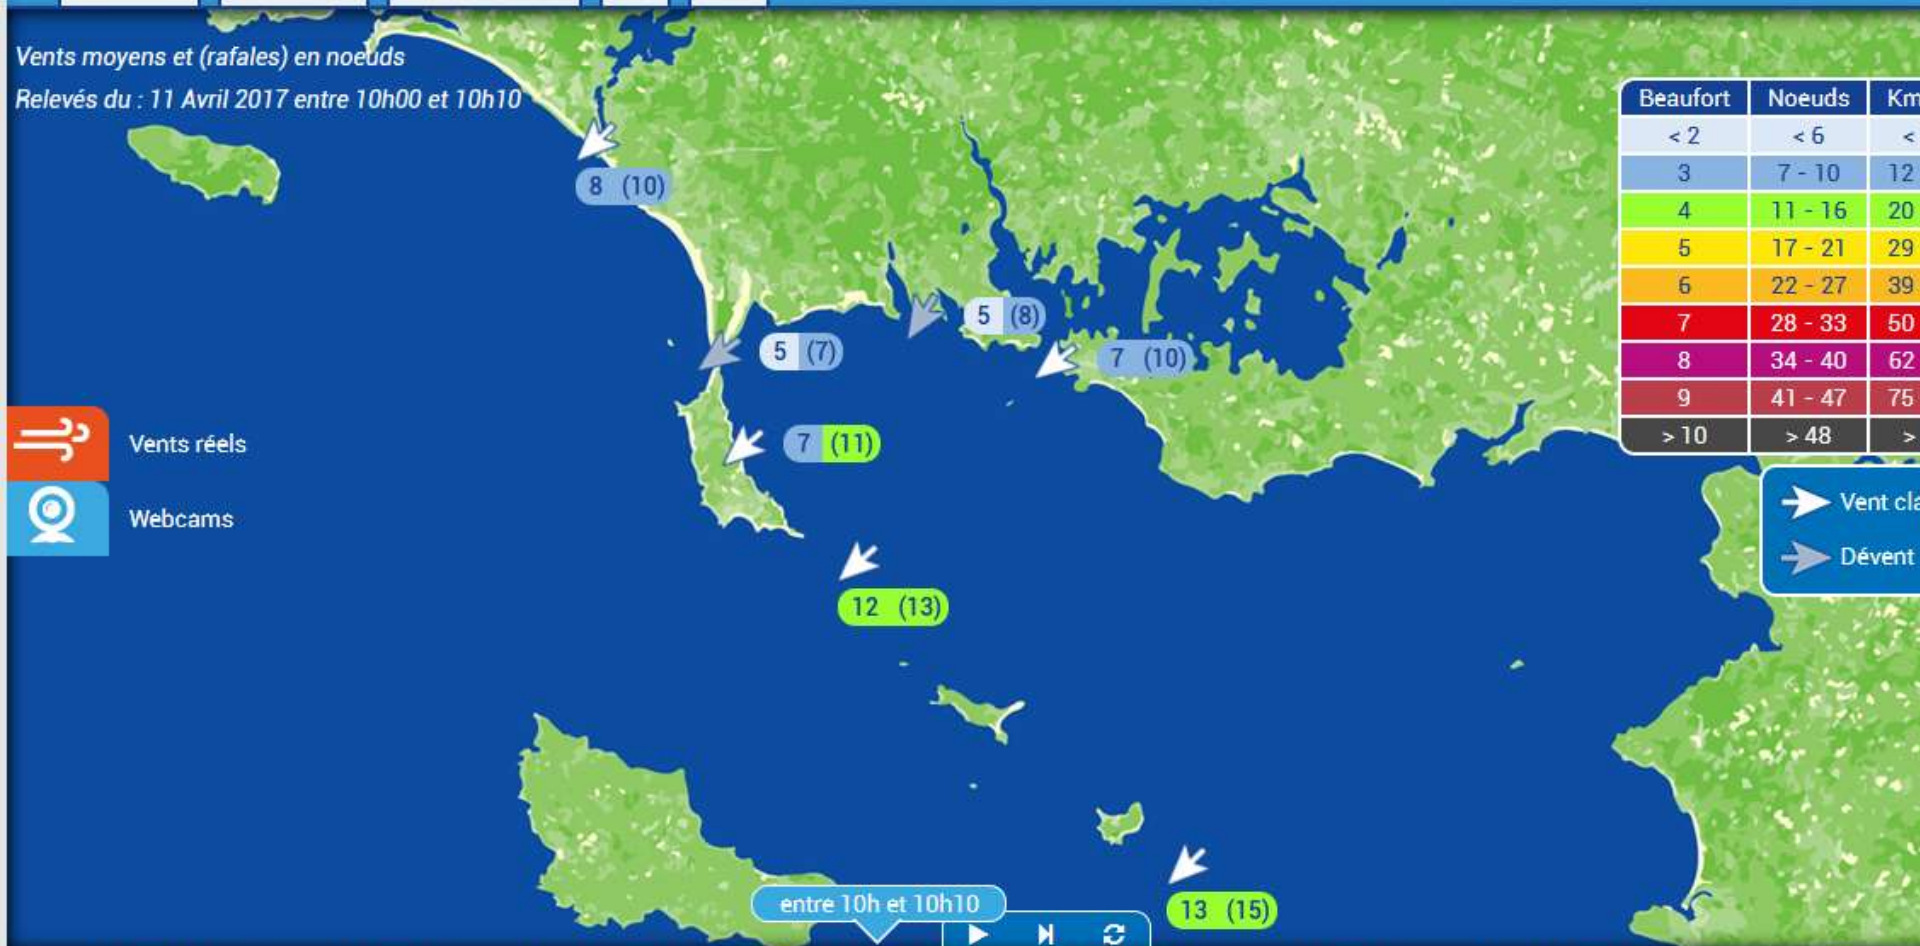 Vents moyens et (rafales) en noeuds
Relevés du : 11 Avril 2017 entre 10h00 et 10h10
Beaufort Noeuds Km
< 2 < 6 <
3 7 - 10 12
4 11 - 16 20
5 17 - 21 29
6 22 - 27 39
7 28 - 33 50
8 34 - 40 62
9 41 - 47 75
> 10 > 48 >
8 (10)
5 (8)
5 (7)
7 (10)
7 (11)
Vents réels
Webcams
Vent cla
Dévent
12 (13)
entre 10h et 10h10
13 (15)